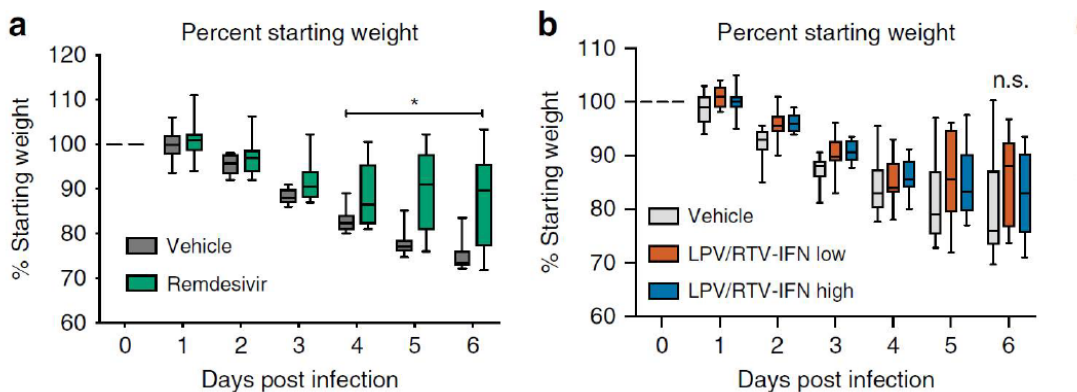 a
Percent starting weight
% Starting weight
120
110
100
90
80
70
60
*
Vehicle
Remdesivir
0 1 2 3 4 5 6
Days post infection
b
Percent starting weight
% Starting weight
110
100
90
80
70
60
n.s.
Vehicle
LPV/RTV-IFN low
LPV/RTV-IFN high
0 1 2 3 4 5 6
Days post infection